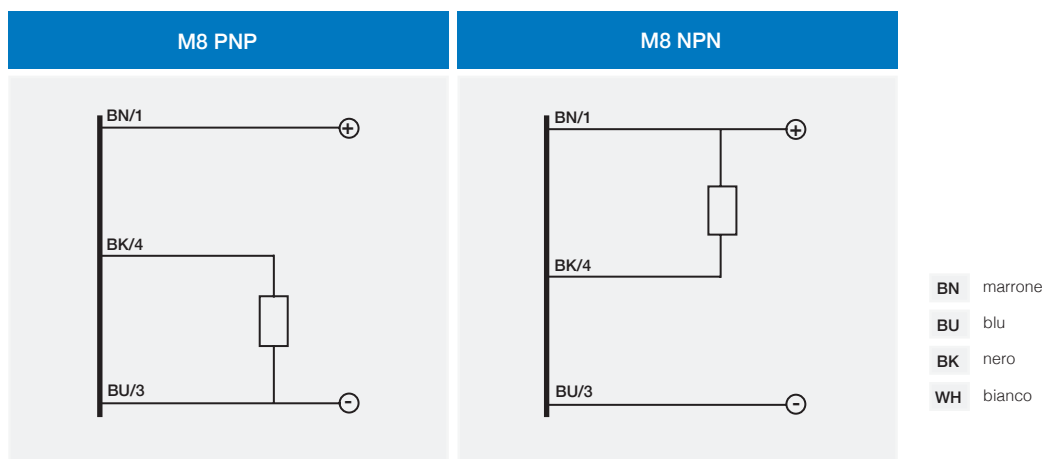 M8 PNP
BN/1
+
BK/4
BU/3
-
M8 NPN
BN/1
+
BK/4
BU/3
-
BN marrone
BU blu
BK nero
WH bianco